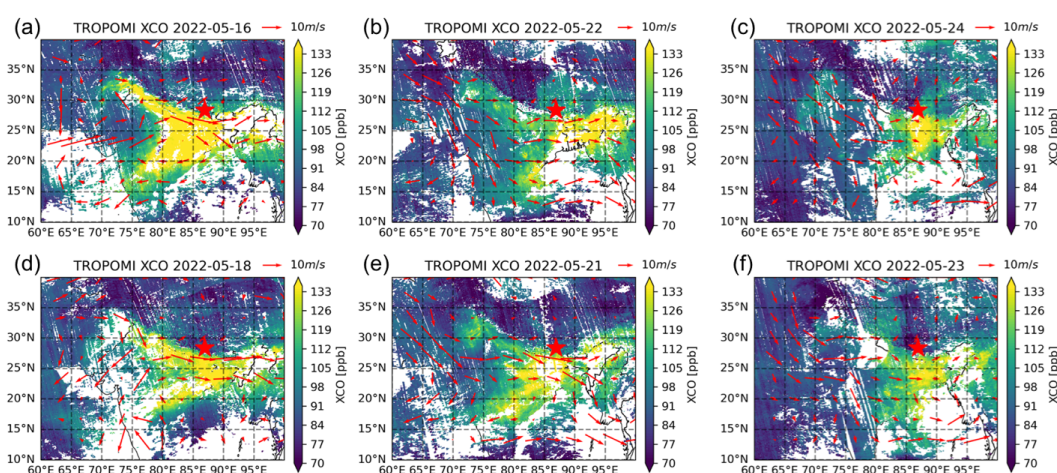 (a) TROPOMI XCO 2022-05-16 10m/s
35°N
30°N
25°N
20°N
15°N
10°N
60°E 65°E 70°E 75°E 80°E 85°E 90°E 95°E
133
126
119
112
105
98
91
84
77
70
XCO [ppb]
(b) TROPOMI XCO 2022-05-22 10m/s
35°N
30°N
25°N
20°N
15°N
10°N
60°E 65°E 70°E 75°E 80°E 85°E 90°E 95°E
133
126
119
112
105
98
91
84
77
70
XCO [ppb]
(c) TROPOMI XCO 2022-05-24 10m/s
35°N
30°N
25°N
20°N
15°N
10°N
60°E 65°E 70°E 75°E 80°E 85°E 90°E 95°E
133
126
119
112
105
98
91
84
77
70
XCO [ppb]
(d) TROPOMI XCO 2022-05-18 10m/s
35°N
30°N
25°N
20°N
15°N
10°N
60°E 65°E 70°E 75°E 80°E 85°E 90°E 95°E
133
126
119
112
105
98
91
84
77
70
XCO [ppb]
(e) TROPOMI XCO 2022-05-21 10m/s
35°N
30°N
25°N
20°N
15°N
10°N
60°E 65°E 70°E 75°E 80°E 85°E 90°E 95°E
133
126
119
112
105
98
91
84
77
70
XCO [ppb]
(f) TROPOMI XCO 2022-05-23 10m/s
35°N
30°N
25°N
20°N
15°N
10°N
60°E 65°E 70°E 75°E 80°E 85°E 90°E 95°E
133
126
119
112
105
98
91
84
77
70
XCO [ppb]